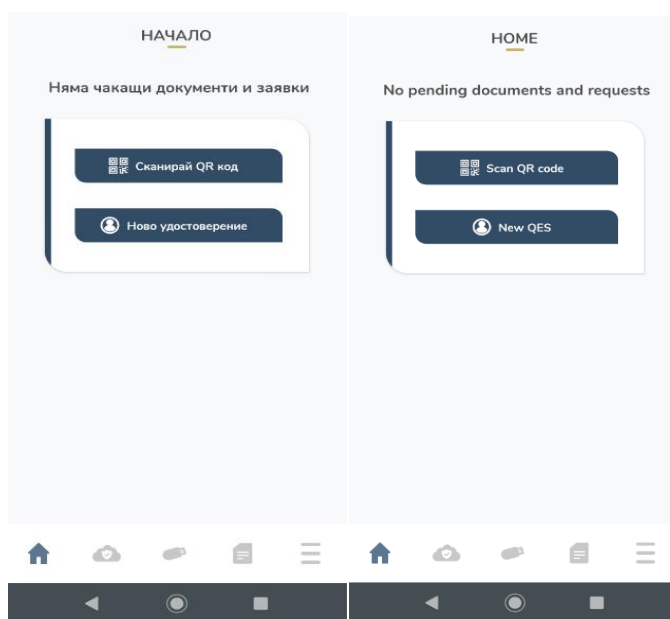 НАЧАЛО
Няма чакащи документи и заявки
Сканирай QR код
Ново удостоверение
HOME
No pending documents and requests
Scan QR code
New QES